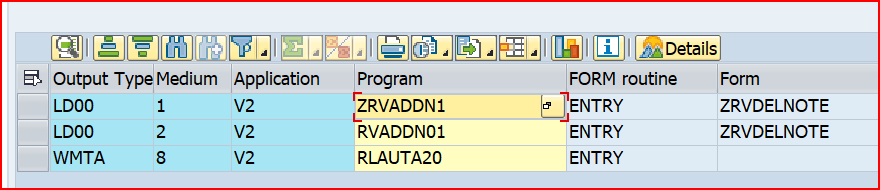 Details
Output Type Medium Application Program FORM routine Form
LD00 1 V2 ZRVADDN1 ENTRY ZRVDELNOTE
LD00 2 V2 RVADDN01 ENTRY ZRVDELNOTE
WMTA 8 V2 RLAUTA20 ENTRY